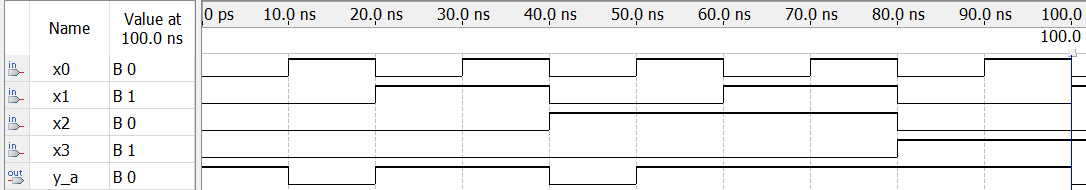 Name Value at 100.0 ns 0 ps 10.0 ns 20.0 ns 30.0 ns 40.0 ns 50.0 ns 60.0 ns 70.0 ns 80.0 ns 90.0 ns 100.0
100.0
in x0 B 0
in x1 B 1
in x2 B 0
in x3 B 1
out y_a B 0